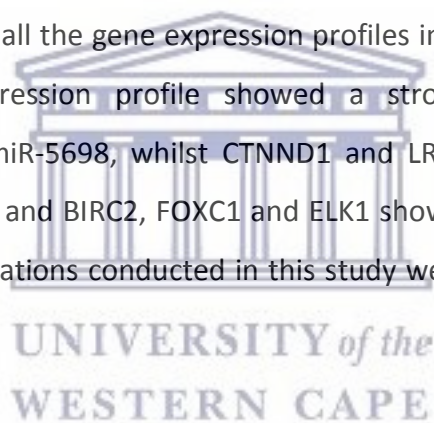 all the gene expression profiles in
ression profile showed a stro
miR-5698, whilst CTNND1 and LR
and BIRC2, FOXC1 and ELK1 show
ations conducted in this study we
UNIVERSITY of the
WESTERN CAPE